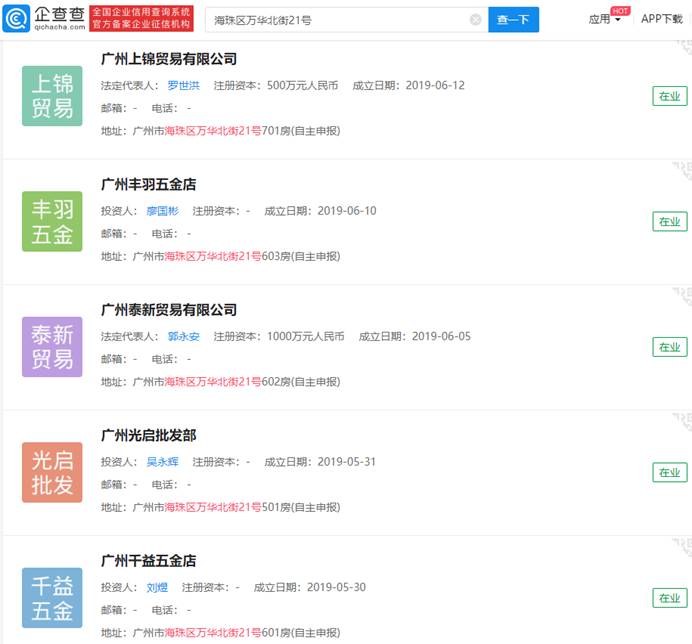 企查查
qichacha.com
全国企业信用查询系统
官方备案企业征信机构
海珠区万华北街21号
查一下
应用
HOT
APP下载
上锦
贸易
广州上锦贸易有限公司
法定代表人： 罗世洪 注册资本：500万元人民币 成立日期：2019-06-12
邮箱：- 电话： -
地址：广州市海珠区万华北街21号701房(自主申报)
在业
丰羽
五金
广州丰羽五金店
投资人： 廖国彬 注册资本：- 成立日期：2019-06-10
邮箱：- 电话： -
地址：广州市海珠区万华北街21号603房(自主申报)
在业
泰新
贸易
广州泰新贸易有限公司
法定代表人： 郭永安 注册资本：1000万元人民币 成立日期：2019-06-05
邮箱：- 电话： -
地址：广州市海珠区万华北街21号602房(自主申报)
在业
光启
批发
广州光启批发部
投资人： 吴永辉 注册资本：- 成立日期：2019-05-31
邮箱：- 电话： -
地址：广州市海珠区万华北街21号501房(自主申报)
在业
千益
五金
广州千益五金店
投资人： 刘煜 注册资本：- 成立日期：2019-05-30
邮箱：- 电话： -
地址：广州市海珠区万华北街21号601房(自主申报)
在业